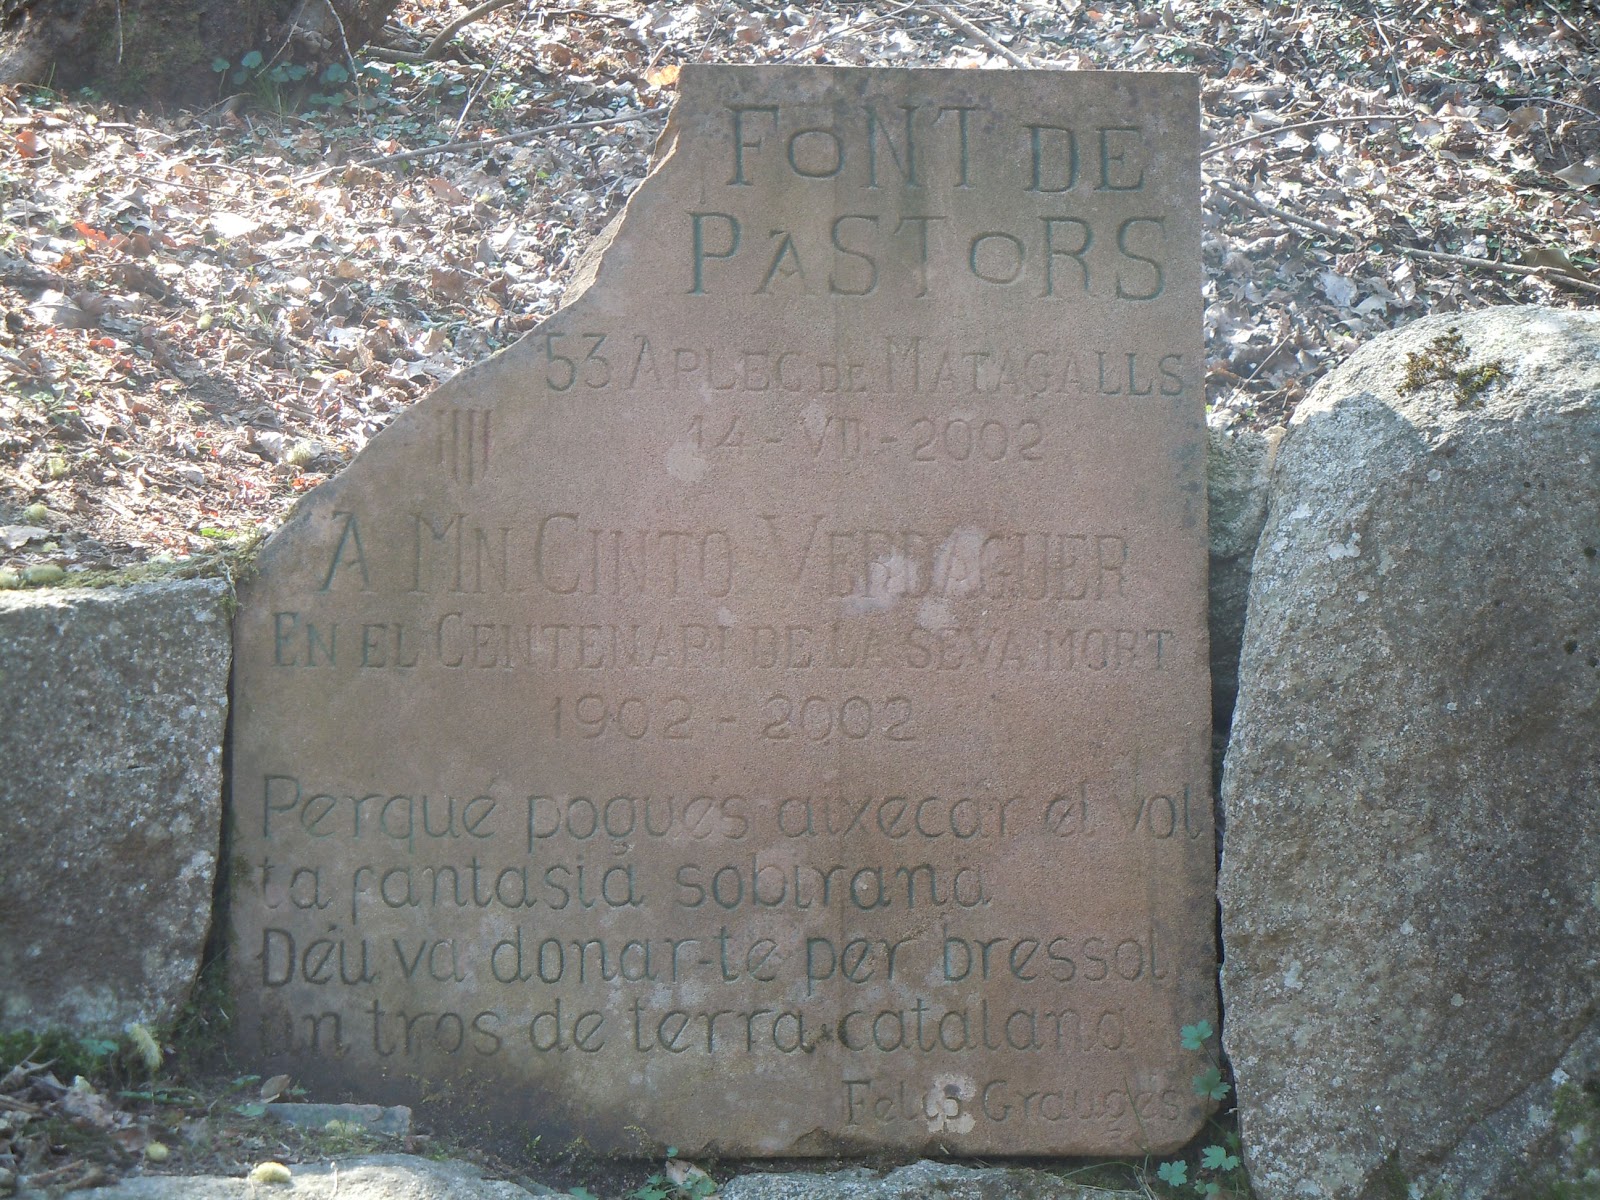 FONT DE
PASTORS
53 APLEC DE MATAGALLS
14-VII-2002
A MN. CINTO VERDAGUER
EN EL CENTENARI DE LA SEVA MORT
1902-2002
Perqué pogues aixecar el vol
ta fantasia sobirana
Déu va donar-te per bressol
un tros de terra catalana
Felip Graugés